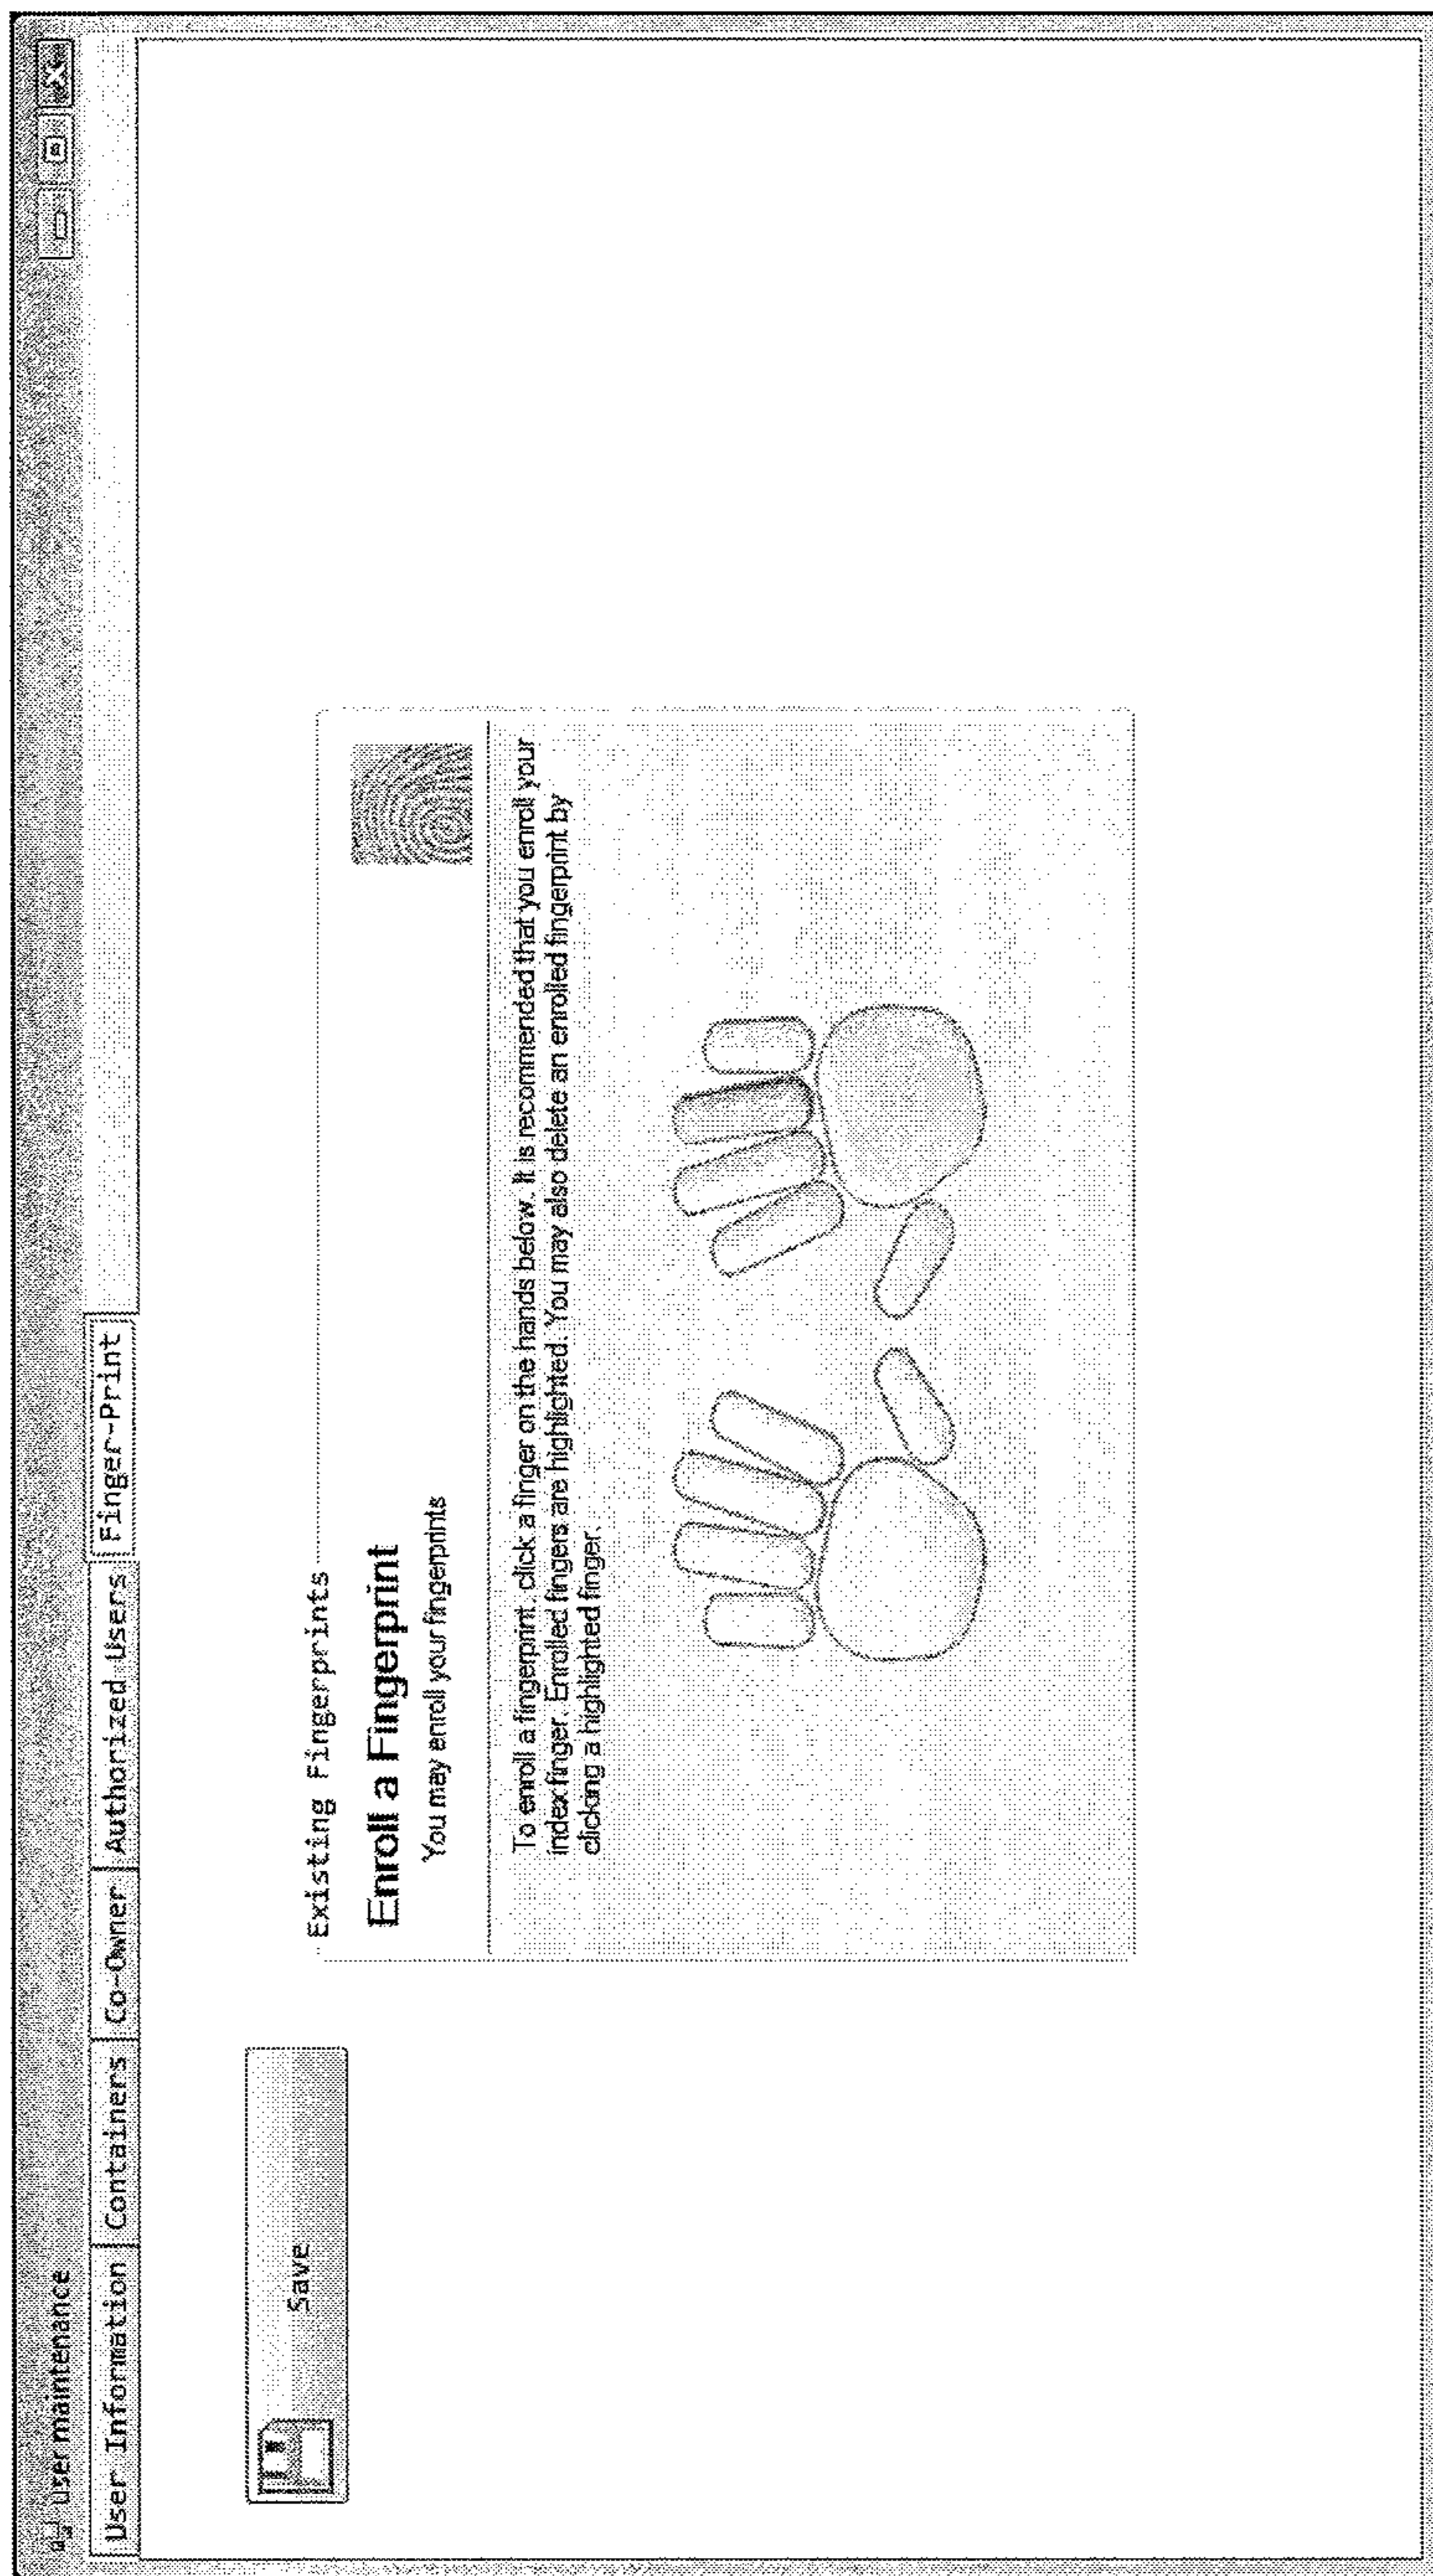 User maintenance
User Information Containers Co-Owner Authorized Users Finger-Print
Save
Existing Fingerprints
Enroll a Fingerprint
You may enroll your fingerprints
To enroll a fingerprint, click a finger on the hands below. It is recommended that you enroll your
index finger. Enrolled fingers are highlighted. You may also delete an enrolled fingerprint by
clicking a highlighted finger.